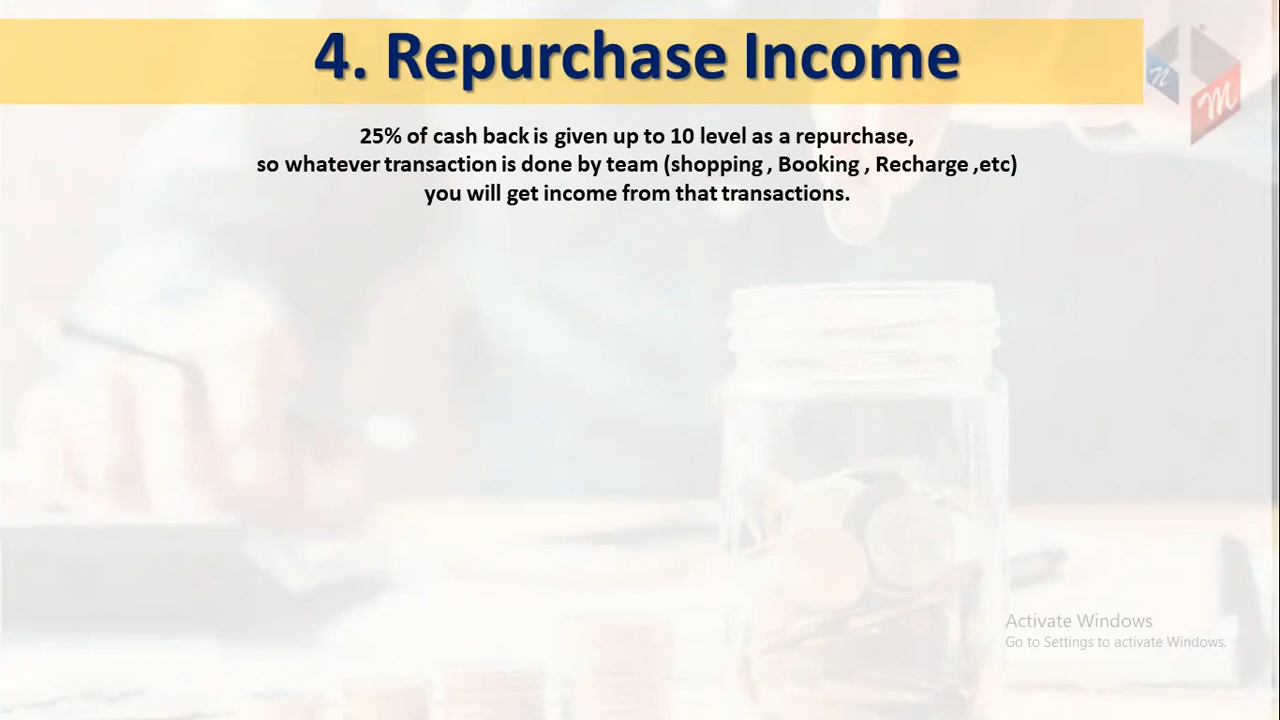 4. Repurchase Income
n
m
25% of cash back is given up to 10 level as a repurchase,
so whatever transaction is done by team (shopping , Booking , Recharge ,etc)
you will get income from that transactions.
Activate Windows
Go to Settings to activate Windows.